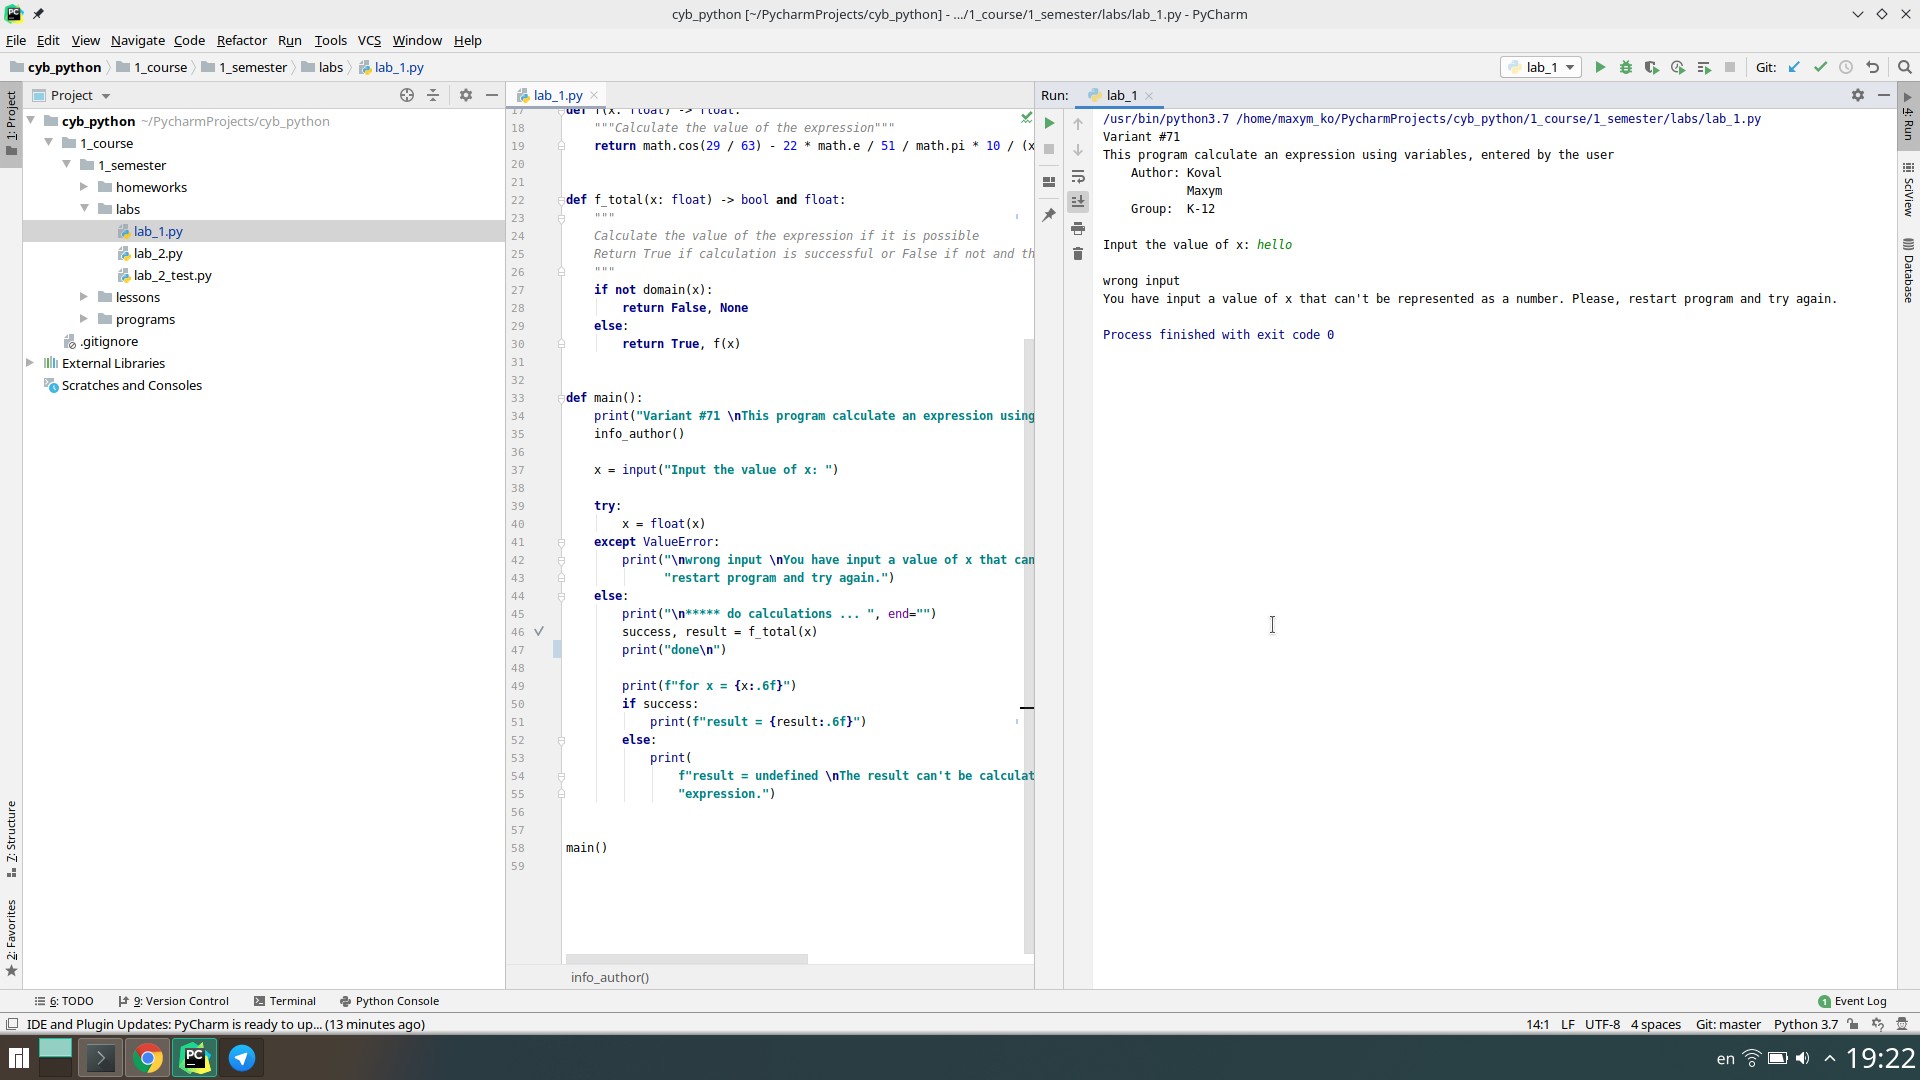 cyb_python [~/PycharmProjects/cyb_python] - .../1_course/1_semester/labs/lab_1.py - PyCharm
File Edit View Navigate Code Refactor Run Tools VCS Window Help
cyb_python 1_course 1_semester labs lab_1.py
lab_1
Git:
1: Project
Project
cyb_python ~/PycharmProjects/cyb_python
1_course
1_semester
homeworks
labs
lab_1.py
lab_2.py
lab_2_test.py
lessons
programs
.gitignore
External Libraries
Scratches and Consoles
7: Structure
2: Favorites
lab_1.py
17 def f(x: float) -> float:
18 """Calculate the value of the expression"""
19 return math.cos(29 / 63) - 22 * math.e / 51 / math.pi * 10 / (x
20
21
22 def f_total(x: float) -> bool and float:
23 """
24 Calculate the value of the expression if it is possible
25 Return True if calculation is successful or False if not and th
26 """
27 if not domain(x):
28 return False, None
29 else:
30 return True, f(x)
31
32
33 def main():
34 print("Variant #71 \nThis program calculate an expression using
35 info_author()
36
37 x = input("Input the value of x: ")
38
39 try:
40 x = float(x)
41 except ValueError:
42 print("\nwrong input \nYou have input a value of x that can
43 "restart program and try again.")
44 else:
45 print("\n***** do calculations ... ", end="")
46 success, result = f_total(x)
47 print("done\n")
48
49 print(f"for x = {x:.6f}")
50 if success:
51 print(f"result = {result:.6f}")
52 else:
53 print(
54 f"result = undefined \nThe result can't be calculat
55 "expression.")
56
57
58 main()
59
info_author()
Run: lab_1
/usr/bin/python3.7 /home/maxym_ko/PycharmProjects/cyb_python/1_course/1_semester/labs/lab_1.py
Variant #71
This program calculate an expression using variables, entered by the user
Author: Koval
Maxym
Group: K-12
Input the value of x: hello
wrong input
You have input a value of x that can't be represented as a number. Please, restart program and try again.
Process finished with exit code 0
4: Run
SciView
Database
6: TODO 9: Version Control Terminal Python Console
1 Event Log
IDE and Plugin Updates: PyCharm is ready to up... (13 minutes ago)
14:1 LF UTF-8 4 spaces Git: master Python 3.7
PC
en 19:22